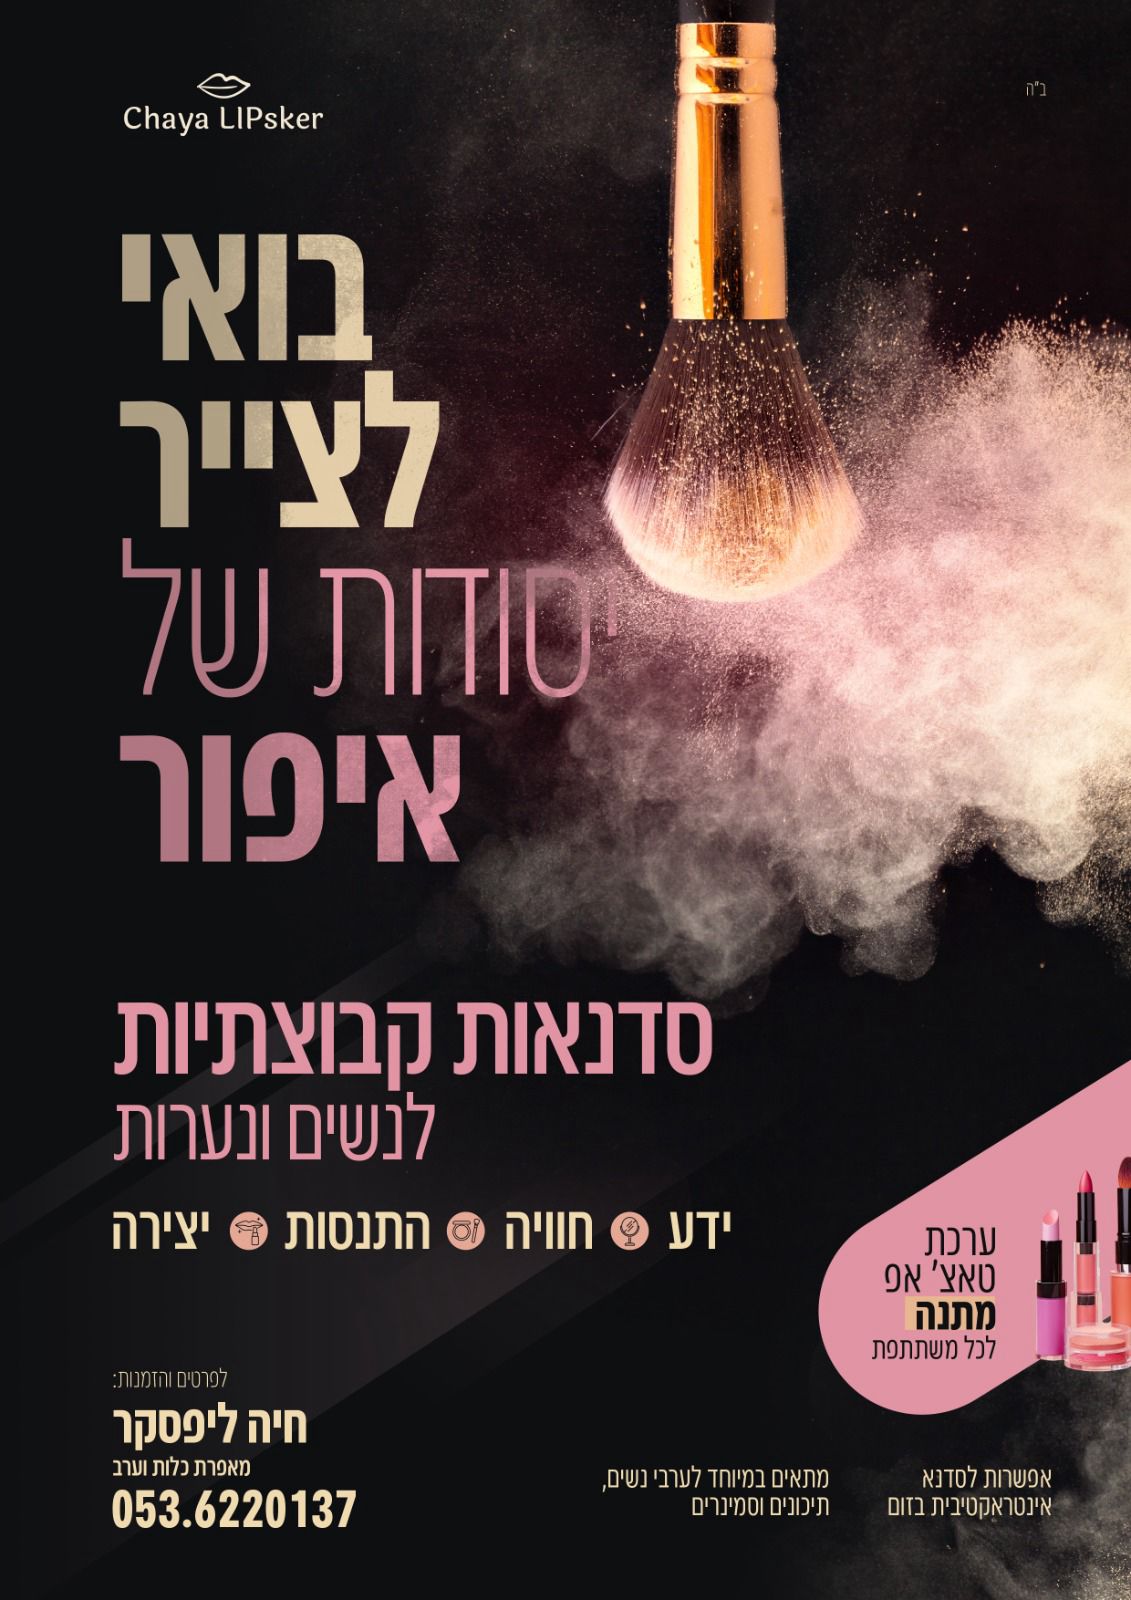 ב"ה
Chaya LIPsker
בואי
לצייר
יסודות של
איפור
סדנאות קבוצתיות
לנשים ונערות
ידע חוויה התנסות יצירה
ערכת
טאצ' אפ
מתנה
לכל משתתפת
לפרטים והזמנות:
חיה ליפסקר
מאפרת כלות וערב
053.6220137
אפשרות לסדנא
אינטראקטיבית בזום
מתאים במיוחד לערבי נשים,
תיכונים וסמינרים